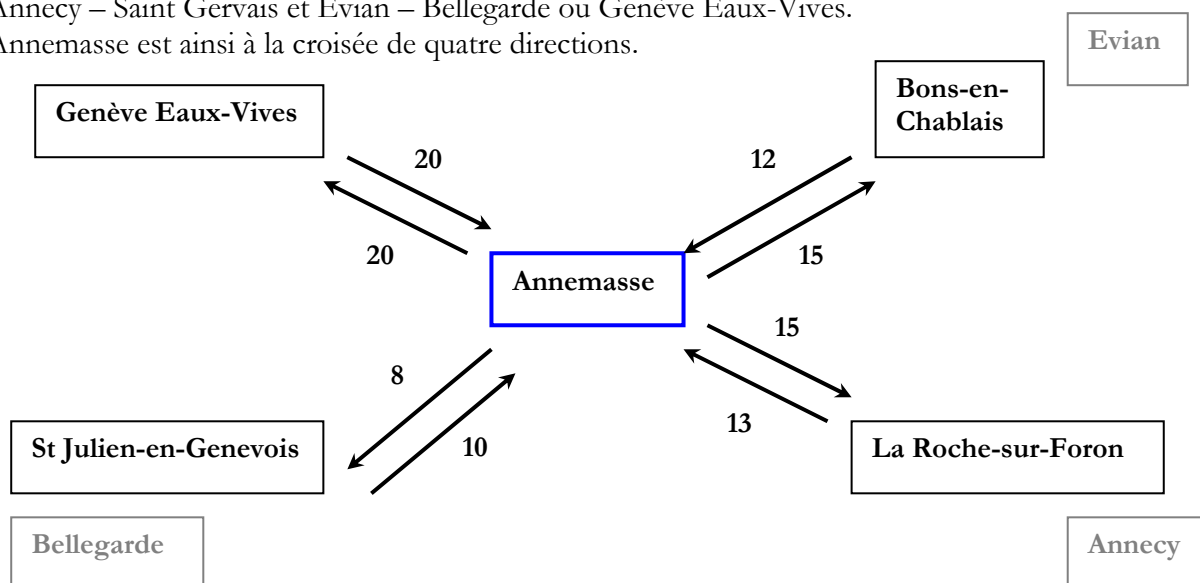 Annecy – Saint Gervais et Evian – Bellegarde ou Genève Eaux-Vives.
Annemasse est ainsi à la croisée de quatre directions.
Evian
Genève Eaux-Vives
Bons-en-
Chablais
20
12
20
15
Annemasse
15
8
13
10
St Julien-en-Genevois
La Roche-sur-Foron
Bellegarde
Annecy